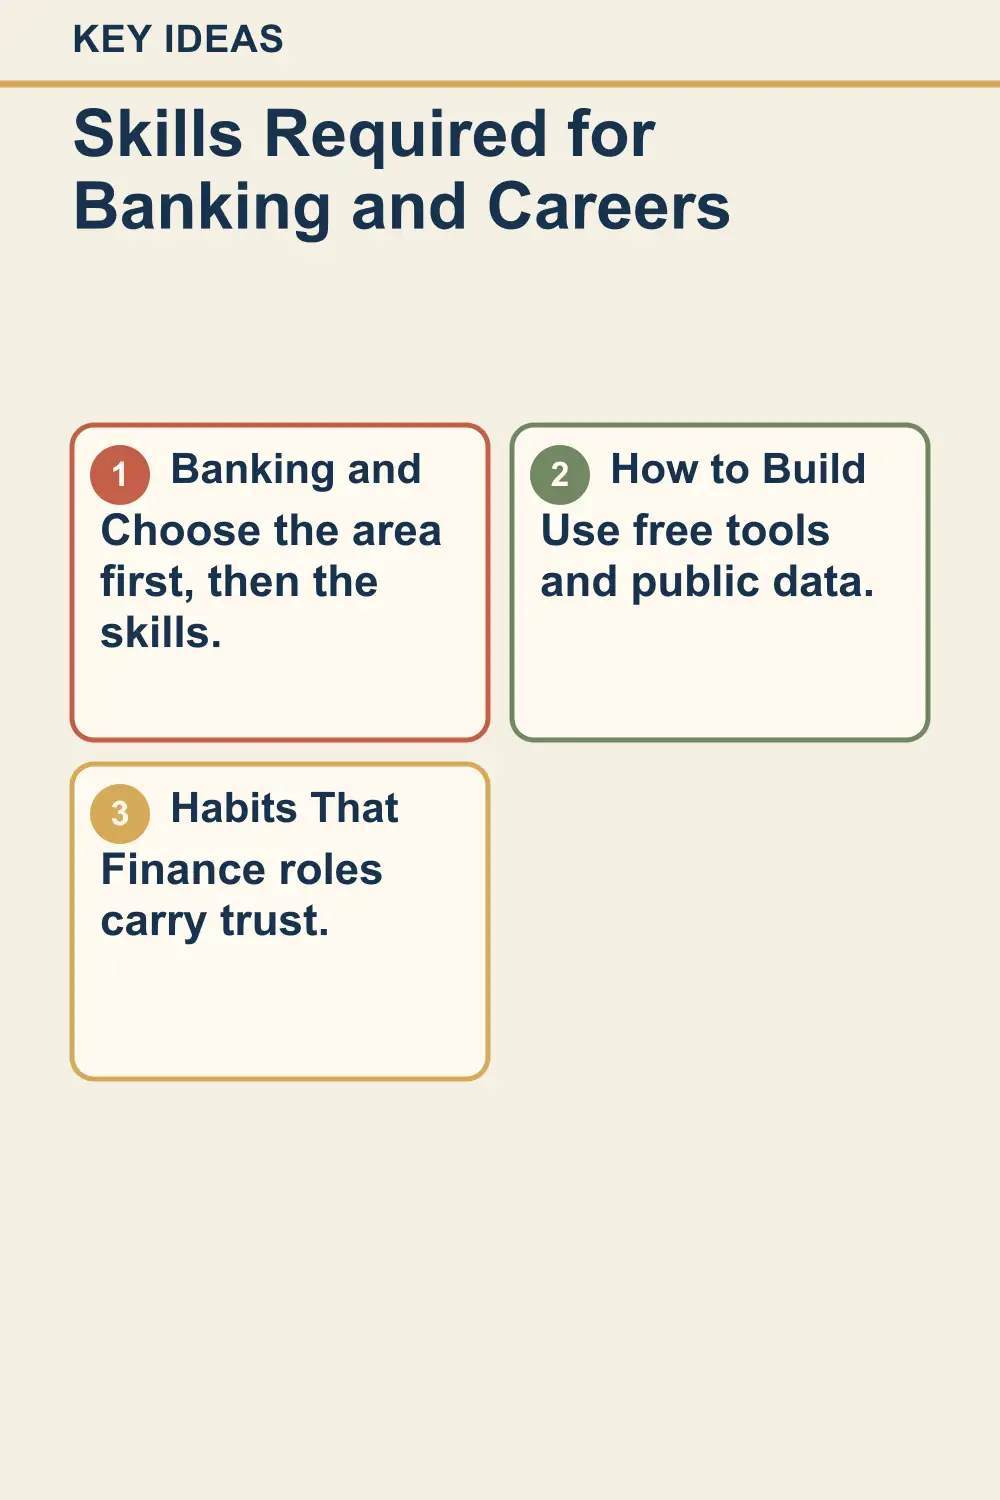 KEY IDEAS
Skills Required for
Banking and Careers
1 Banking and
Choose the area
first, then the
skills.
2 How to Build
Use free tools
and public data.
3 Habits That
Finance roles
carry trust.